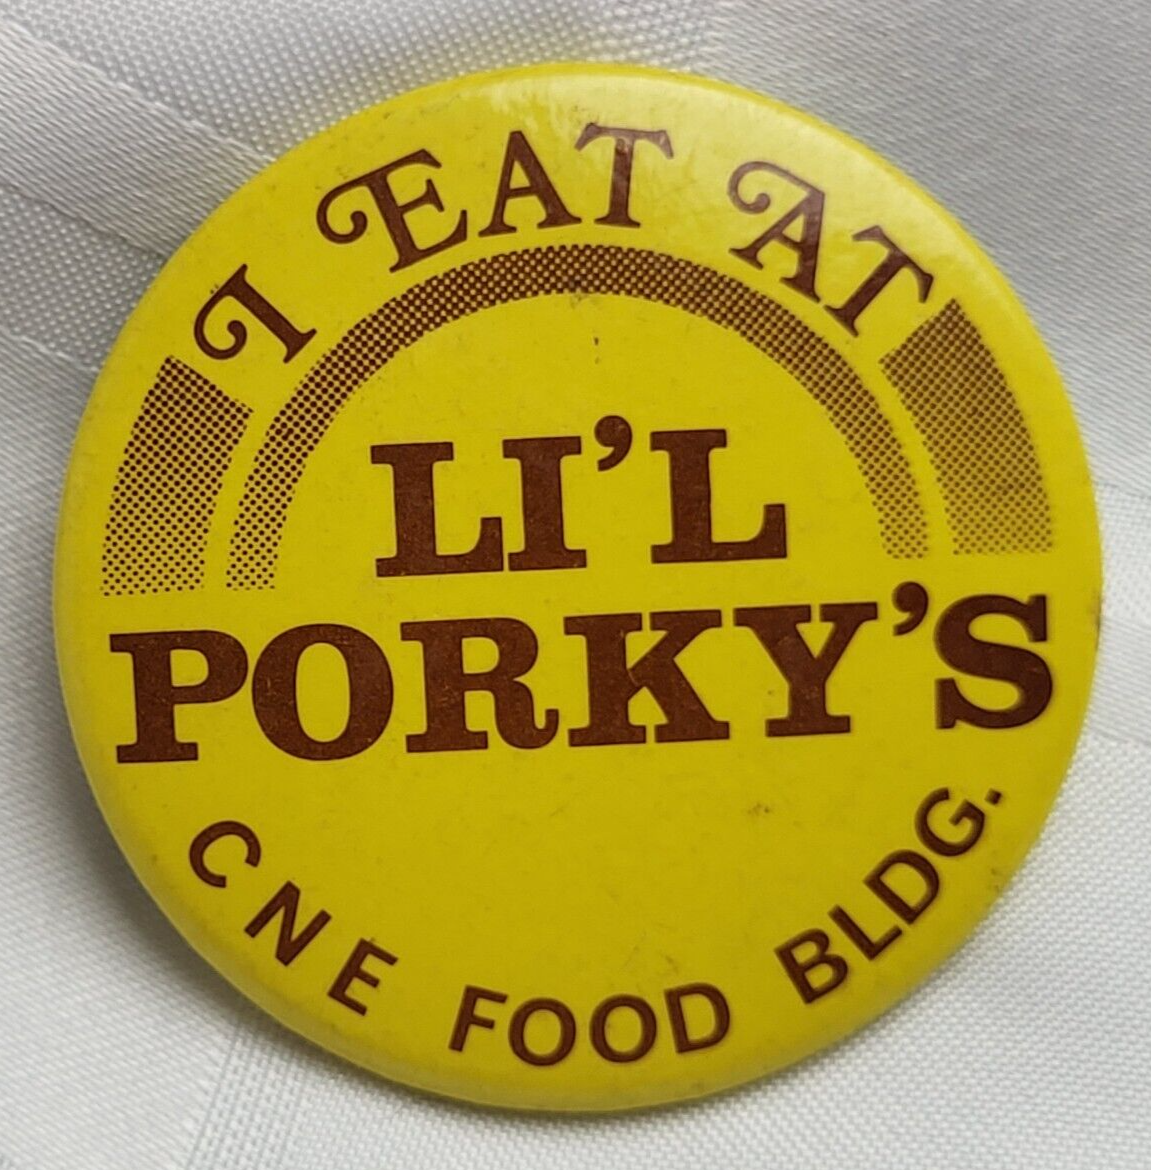 I EAT AT
LI'L
PORKY'S
CNE FOOD BLDG.